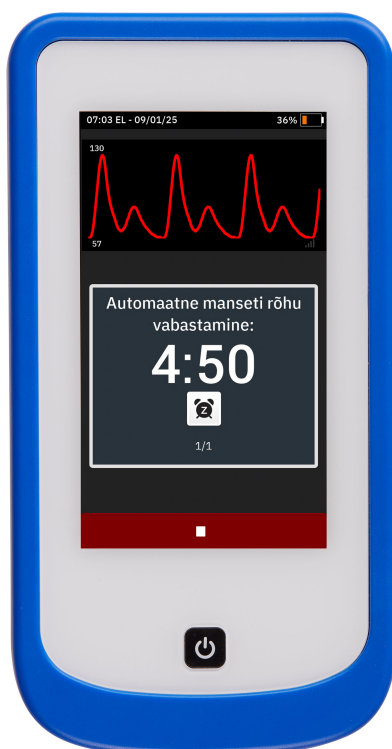 07:03 EL - 09/01/25 36%
130
57
Automaatne manseti rõhu
vabastamine:
4:50
Z
1/1